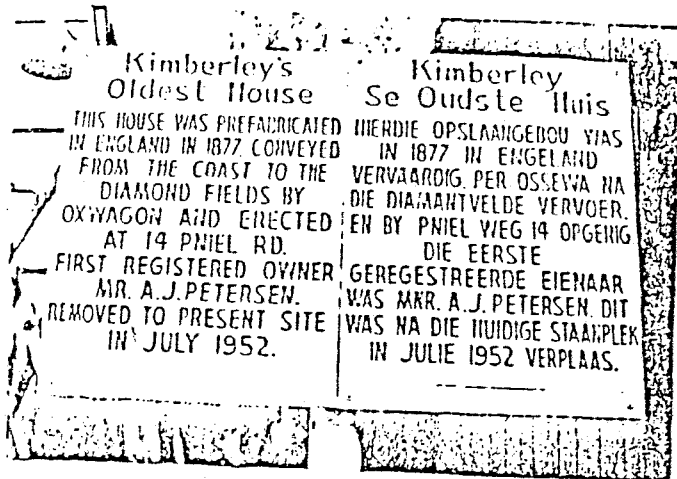 Kimberley's
Oldest House
THIS HOUSE WAS PREFABRICATED
IN ENGLAND IN 1877. CONVEYED
FROM THE COAST TO THE
DIAMOND FIELDS BY
OXWAGON AND ERECTED
AT 14 PNIEL RD.
FIRST REGISTERED OWNER
MR. A.J. PETERSEN.
REMOVED TO PRESENT SITE
IN JULY 1952.
Kimberley
Se Oudste Huis
HIERDIE OPSLAANGEBOU WAS
IN 1877 IN ENGELAND
VERVAARDIG. PER OSSEWA NA
DIE DIAMANTVELDE VERVOER.
EN BY PNIEL WEG 14 OPGERIG
DIE EERSTE
GEREGESTREERDE EIENAAR
WAS MNR. A.J. PETERSEN. DIT
WAS NA DIE HUIDIGE STAANPLEK
IN JULIE 1952 VERPLAAS.